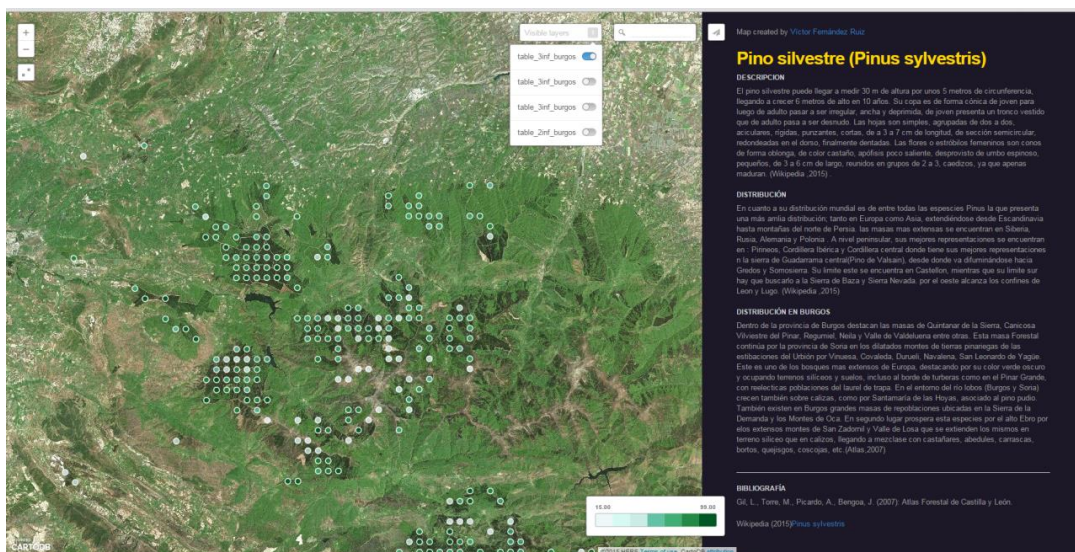 Visible layers
table_3inf_burgos
table_3inf_burgos
table_3inf_burgos
table_2inf_burgos
15.00 89.00
CARTODB
Map created by Víctor Fernández Ruiz
Pino silvestre (Pinus sylvestris)
DESCRIPCION
El pino silvestre puede llegar a medir 30 m de altura por unos 5 metros de circunferencia,
llegando a crecer 6 metros de alto en 10 años. Su copa es de forma cónica de joven para
luego de adulto pasar a ser irregular, ancha y deprimida, de joven presenta un tronco vestido
que de adulto pasa a ser desnudo. Las hojas son simples, agrupadas de dos a dos,
aciculares, rígidas, punzantes, cortas, de a 3 a 7 cm de longitud, de sección semicircular,
redondeadas en el dorso, finalmente dentadas. Las flores o estróbilos femeninos son conos
de forma oblonga, de color castaño, apófisis poco saliente, desprovisto de umbo espinoso,
pequeños, de 3 a 6 cm de largo, reunidos en grupos de 2 a 3, caedizos, ya que apenas
maduran. (Wikipedia ,2015) .
DISTRIBUCIÓN
En cuanto a su distribución mundial es de entre todas las especies Pinus la que presenta
una más amlia distribución; tanto en Europa como Asia, extendiéndose desde Escandinavia
hasta montañas del norte de Persia. las masas mas extensas se encuentran en Siberia,
Rusia, Alemania y Polonia . A nivel peninsular, sus mejores representaciones se encuentran
en : Pirineos, Cordillera Ibérica y Cordillera central donde tiene sus mejores representaciones
n la sierra de Guadarrama central(Pino de Valsain), desde donde va difuminándose hacia
Gredos y Somosierra. Su limite este se encuentra en Castellon, mientras que su limite sur
hay que buscarlo a la Sierra de Baza y Sierra Nevada. por el oeste alcanza los confines de
Leon y Lugo. (Wikipedia ,2015)
DISTRIBUCIÓN EN BURGOS
Dentro de la provincia de Burgos destacan las masas de Quintanar de la Sierra, Canicosa
Vilviestre del Pinar, Regumiel, Neila y Valle de Valdeluena entre otras. Esta masa Forestal
continúa por la provincia de Soria en los dilatados montes de tierras pinariegas de las
estibaciones del Urbión por Vinuesa, Covaleda, Durueli, Navalena, San Leonardo de Yagüe.
Este es uno de los bosques mas extensos de Europa, destacando por su color verde oscuro
y ocupando terrenos silíceos y suelos, incluso al borde de turberas como en el Pinar Grande,
con reelecticas poblaciones del laurel de trapa. En el entorno del río lobos (Burgos y Soria)
crecen también sobre calizas, como por Santamaría de las Hoyas, asociado al pino pudio.
También existen en Burgos grandes masas de repoblaciones ubicadas en la Sierra de la
Demanda y los Montes de Oca. En segundo lugar prospera esta especies por el alto Ebro por
elos extensos montes de San Zadornil y Valle de Losa que se extienden los mismos en
terreno siliceo que en calizos, llegando a mezclase con castañares, abedules, carrascas,
bortos, quejisgos, coscojas, etc.(Atlas,2007)
BIBLIOGRAFÍA
Gil, L., Torre, M., Picardo, A., Bengoa, J. (2007): Atlas Forestal de Castilla y León.
Wikipedia (2015)Pinus sylvestris
©2015 HERE Terms of use, CartoDB attribution